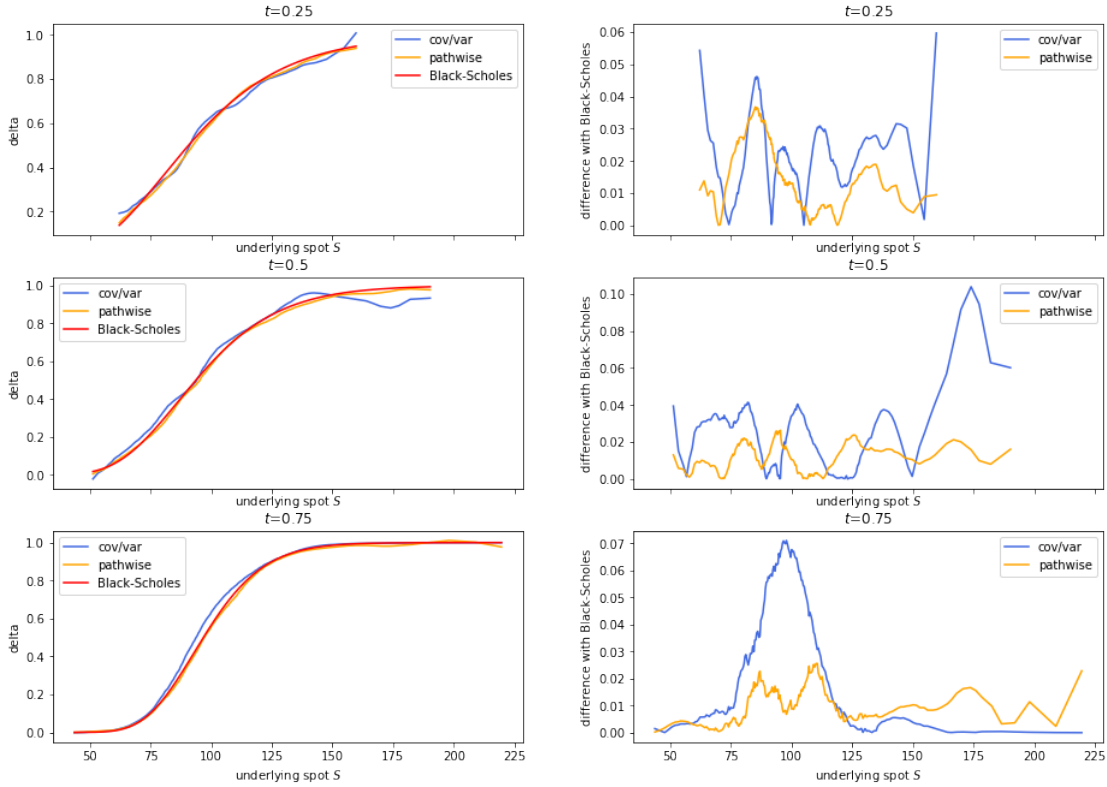 t=0.25
delta
1.0
0.8
0.6
0.4
0.2
cov/var
pathwise
Black-Scholes
underlying spot S
t=0.25
difference with Black-Scholes
0.06
0.05
0.04
0.03
0.02
0.01
0.00
cov/var
pathwise
underlying spot S
t=0.5
delta
1.0
0.8
0.6
0.4
0.2
0.0
cov/var
pathwise
Black-Scholes
underlying spot S
t=0.5
difference with Black-Scholes
0.10
0.08
0.06
0.04
0.02
0.00
cov/var
pathwise
underlying spot S
t=0.75
delta
1.0
0.8
0.6
0.4
0.2
0.0
cov/var
pathwise
Black-Scholes
50 75 100 125 150 175 200 225
underlying spot S
t=0.75
difference with Black-Scholes
0.07
0.06
0.05
0.04
0.03
0.02
0.01
0.00
cov/var
pathwise
50 75 100 125 150 175 200 225
underlying spot S